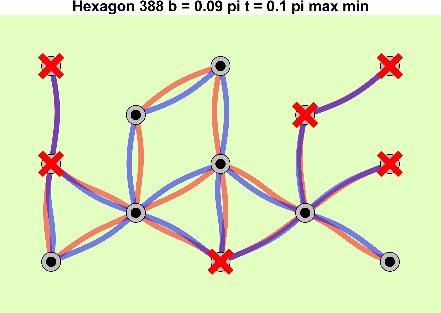 Hexagon 388 b = 0.09 pi t = 0.1 pi max min